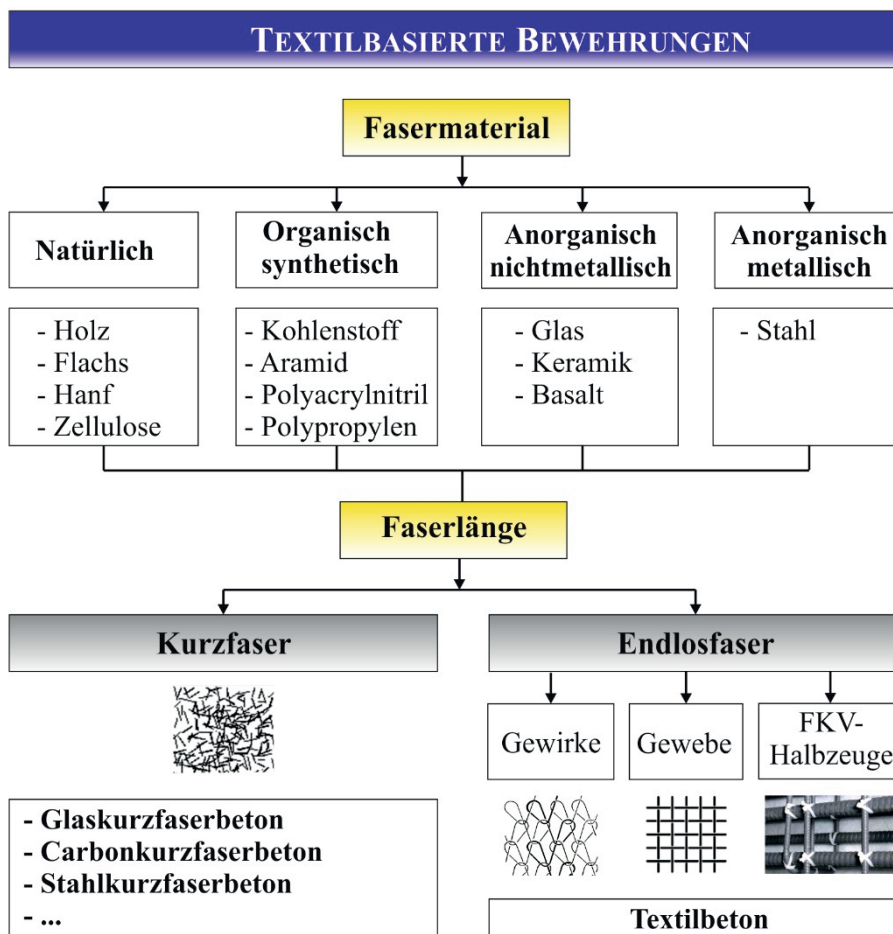 TEXTILBASIERTE BEWEHRUNGEN
Fasermaterial
Natürlich
Organisch
synthetisch
Anorganisch
nichtmetallisch
Anorganisch
metallisch
- Holz
- Flachs
- Hanf
- Zellulose
- Kohlenstoff
- Aramid
- Polyacrylnitril
- Polypropylen
- Glas
- Keramik
- Basalt
- Stahl
Faserlänge
Kurzfaser
Endlosfaser
Gewirke
Gewebe
FKV-
Halbzeuge
- Glaskurzfaserbeton
- Carbonkurzfaserbeton
- Stahlkurzfaserbeton
- ...
Textilbeton